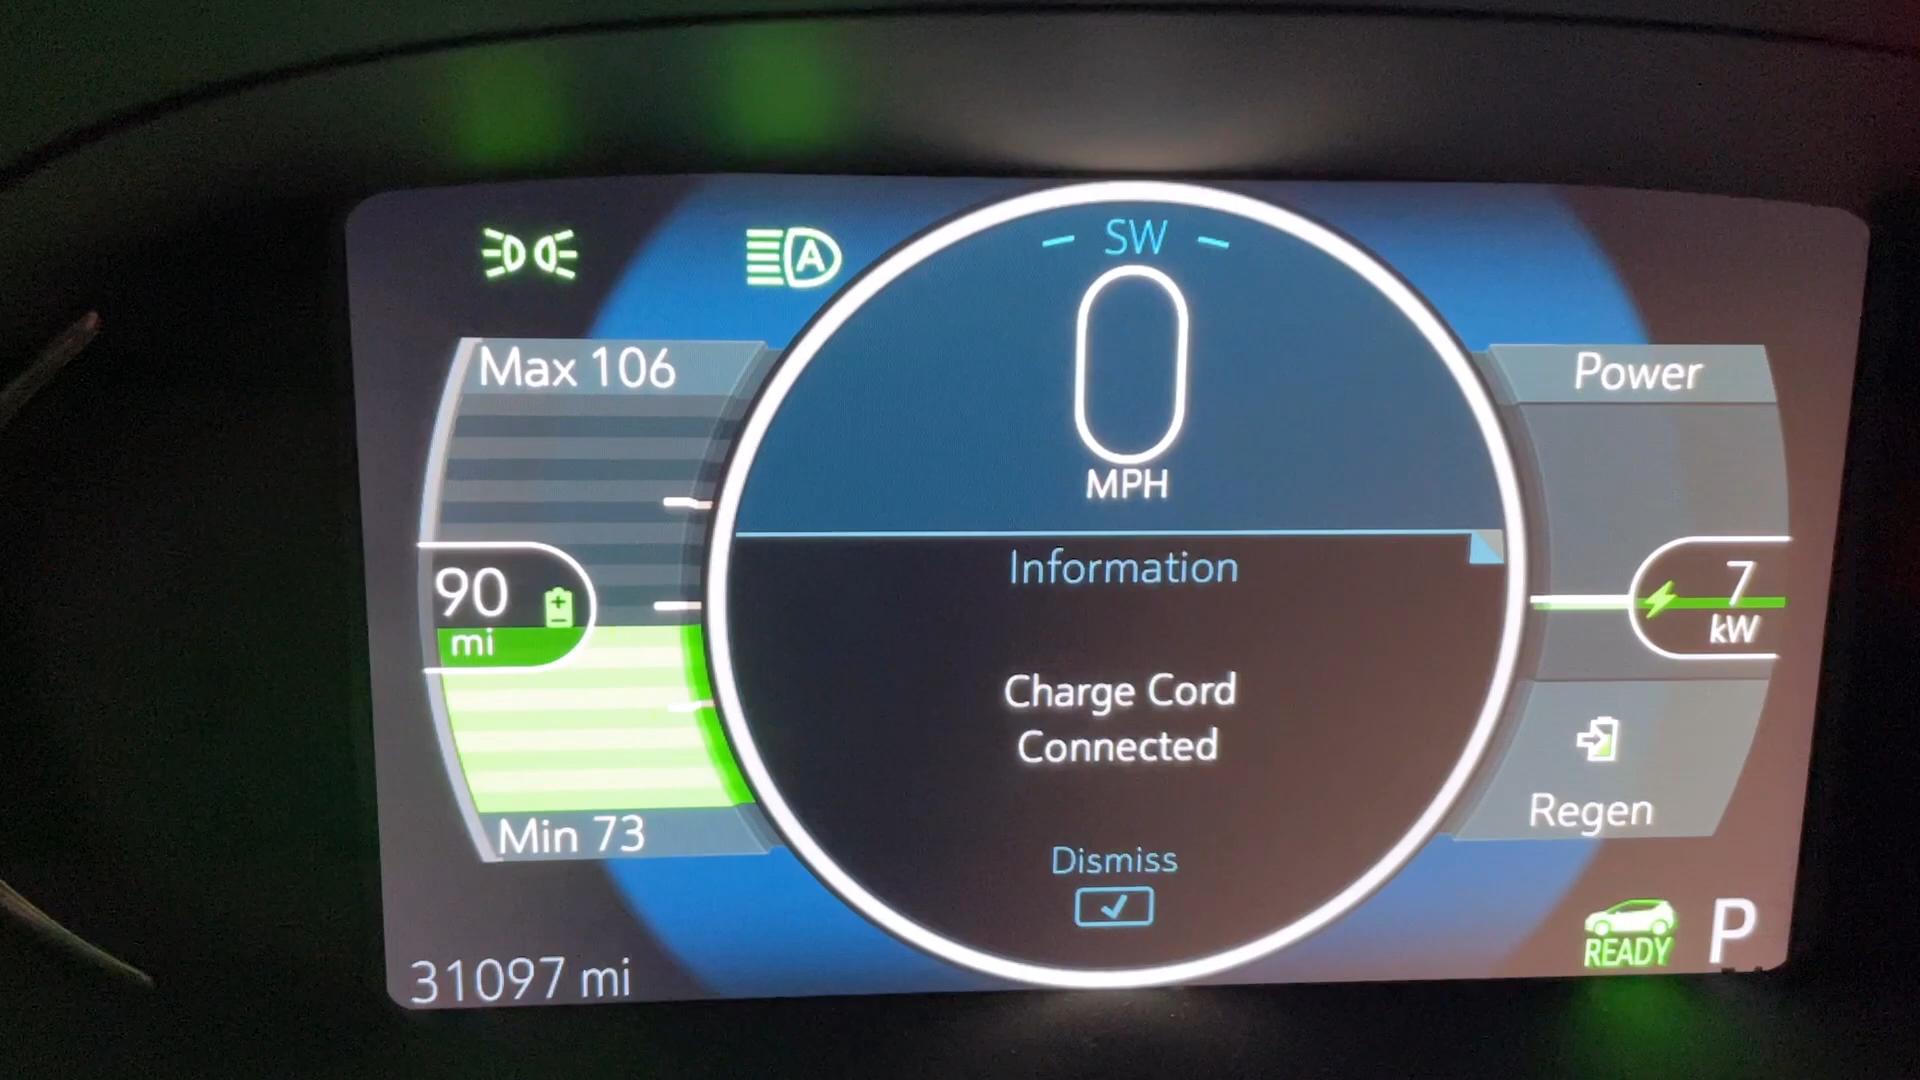 SW
A
Max 106
0
Power
MPH
90
mi
Information
7
kW
Charge Cord
Connected
Min 73
Regen
Dismiss
READY
P
31097 mi